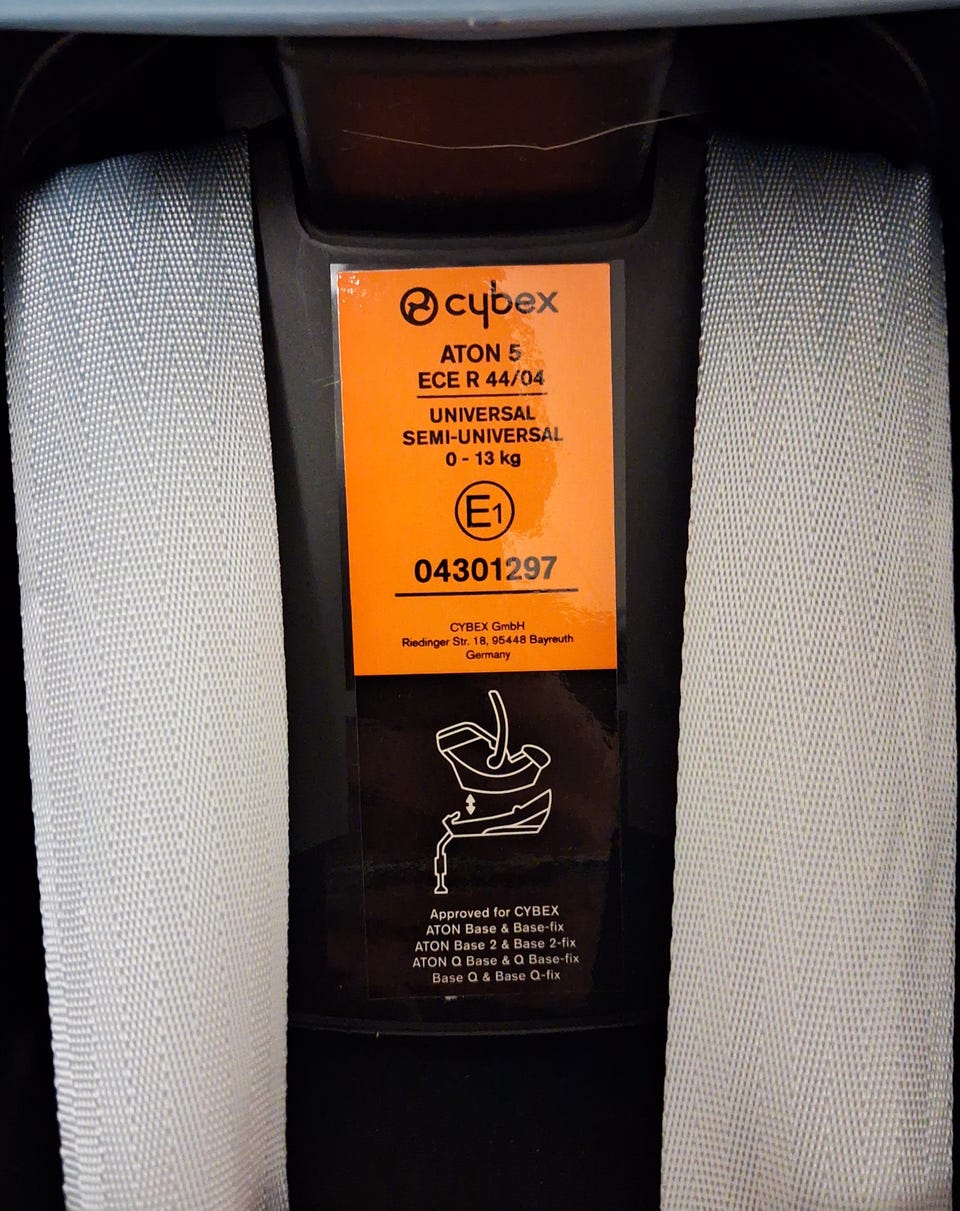 cybex
ATON 5
ECE R 44/04
UNIVERSAL
SEMI-UNIVERSAL
0 - 13 kg
E1
04301297
CYBEX GmbH
Riedinger Str. 18, 95448 Bayreuth
Germany
Approved for CYBEX
ATON Base & Base-fix
ATON Base 2 & Base 2-fix
ATON Q Base & Q Base-fix
Base Q & Base Q-fix